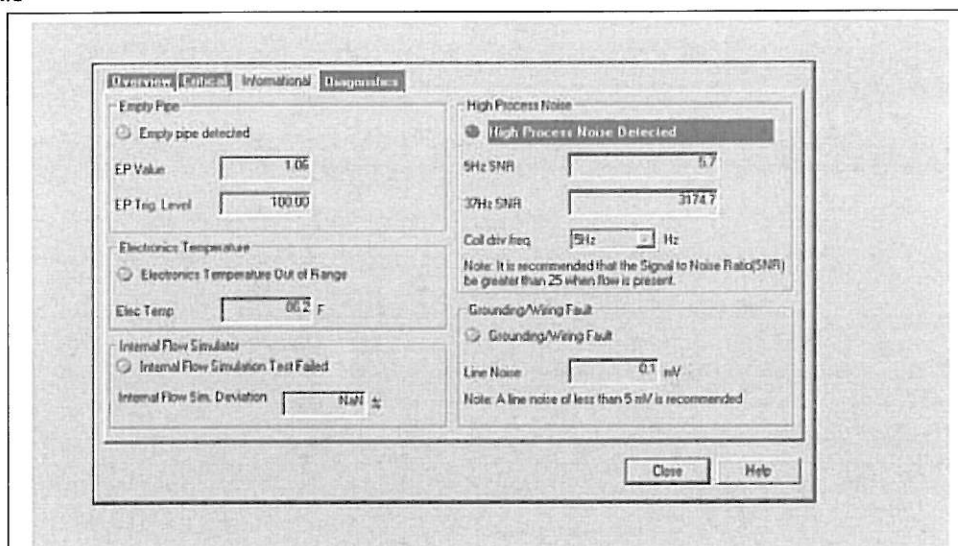 Overview Critical Informational Diagnostics
Empty Pipe
Empty pipe detected
EP Value 1.06
EP Trig. Level 100.00
Electronics Temperature
Electronics Temperature Out of Range
Elec Temp 86.2 F
Internal Flow Simulator
Internal Flow Simulation Test Failed
Internal Flow Sim. Deviation NaN %
High Process Noise
High Process Noise Detected
5Hz SNR 5.7
37Hz SNR 3174.7
Coil drv freq 5Hz Hz
Note: It is recommended that the Signal to Noise Ratio(SNR)
be greater than 25 when flow is present.
Grounding/Wiring Fault
Grounding/Wiring Fault
Line Noise 0.1 mV
Note: A line noise of less than 5 mV is recommended
Close Help